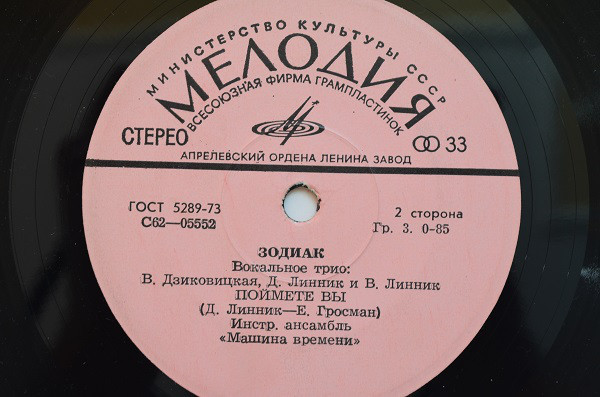 МИНИСТЕРСТВО КУЛЬТУРЫ СССР
МЕЛОДИЯ
ВСЕСОЮЗНАЯ ФИРМА ГРАМПЛАСТИНОК
СТЕРЕО
33
АПРЕЛЕВСКИЙ ОРДЕНА ЛЕНИНА ЗАВОД
ГОСТ 5289-73
С62—05552
2 сторона
Гр. 3. 0-85
ЗОДИАК
Вокальное трио:
В. Дзиковицкая, Д. Линник и В. Линник
ПОЙМЕТЕ ВЫ
(Д. Линник—Е. Гросман)
Инстр. ансамбль
«Машина времени»